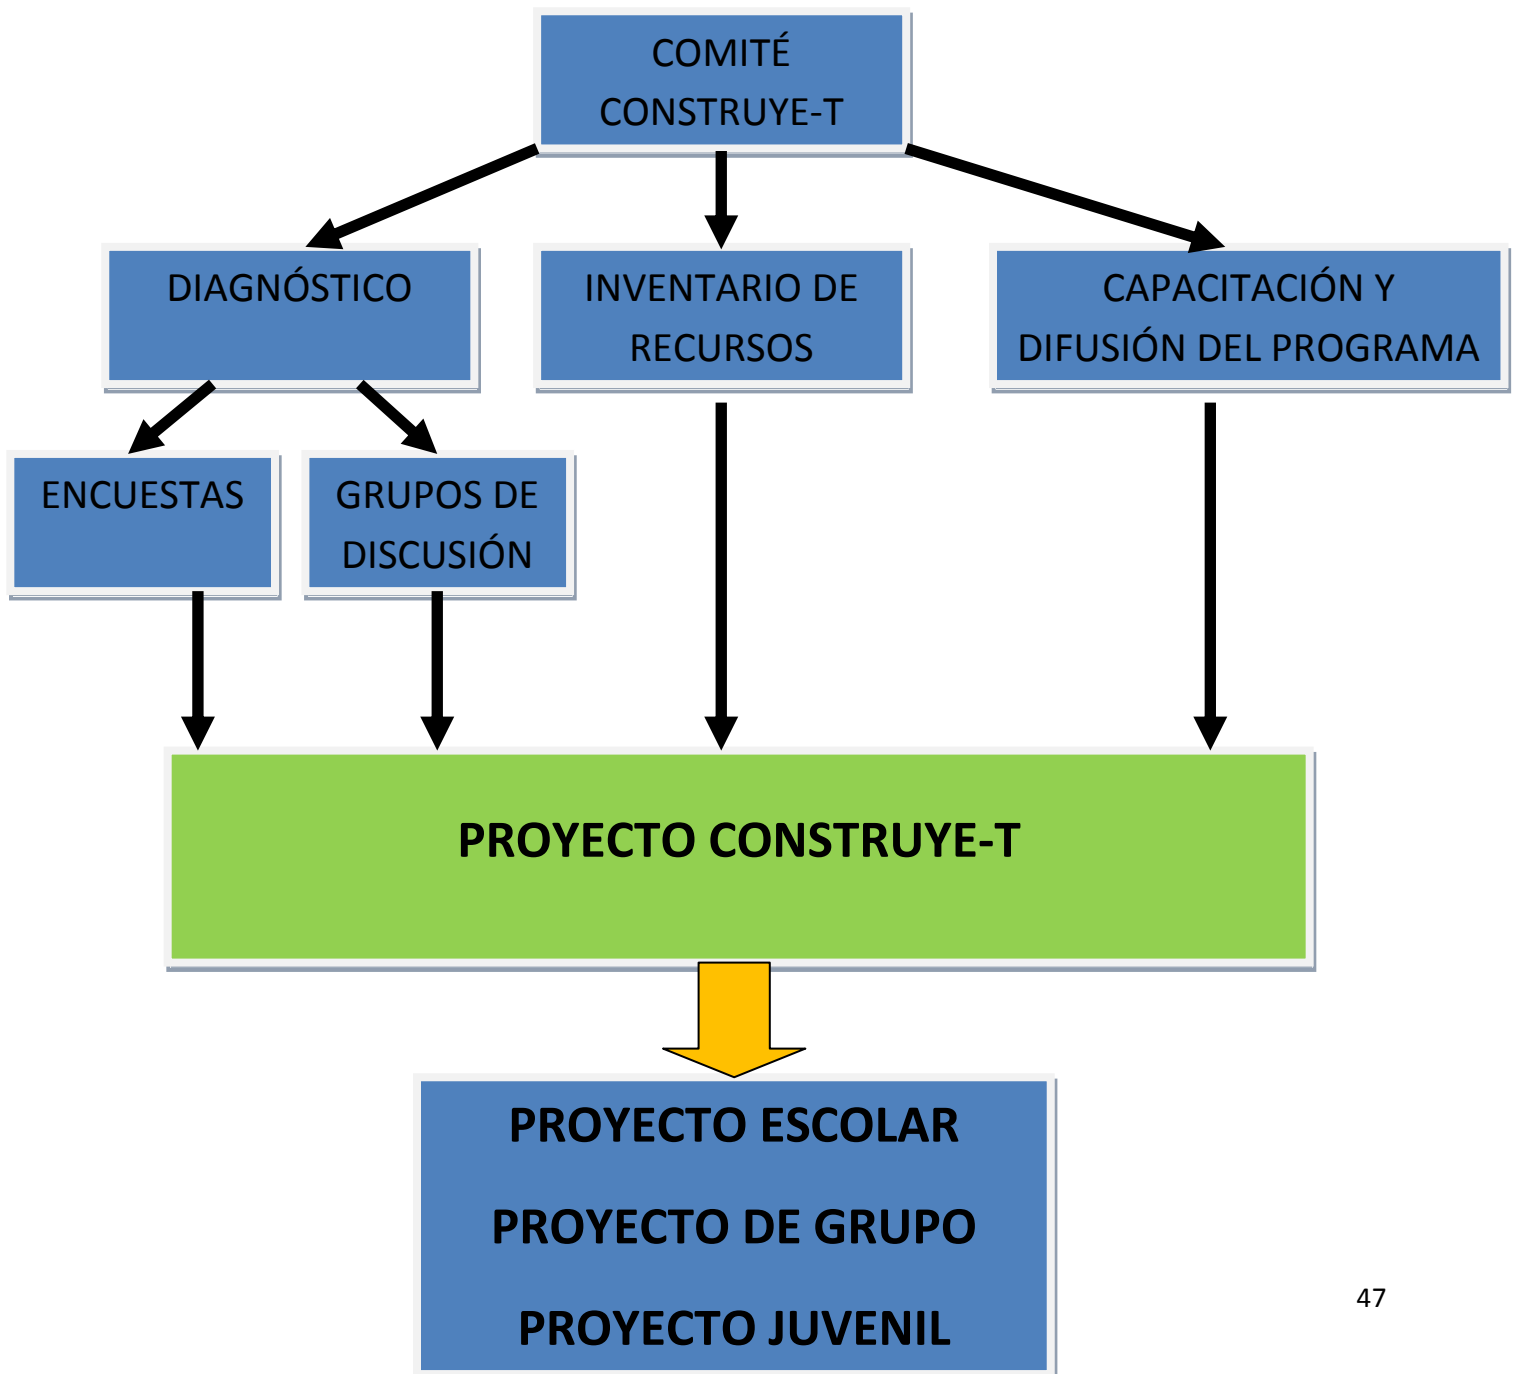 COMITÉ
CONSTRUYE-T
DIAGNÓSTICO
INVENTARIO DE
RECURSOS
CAPACITACIÓN Y
DIFUSIÓN DEL PROGRAMA
ENCUESTAS
GRUPOS DE
DISCUSIÓN
PROYECTO CONSTRUYE-T
PROYECTO ESCOLAR
PROYECTO DE GRUPO
PROYECTO JUVENIL
47